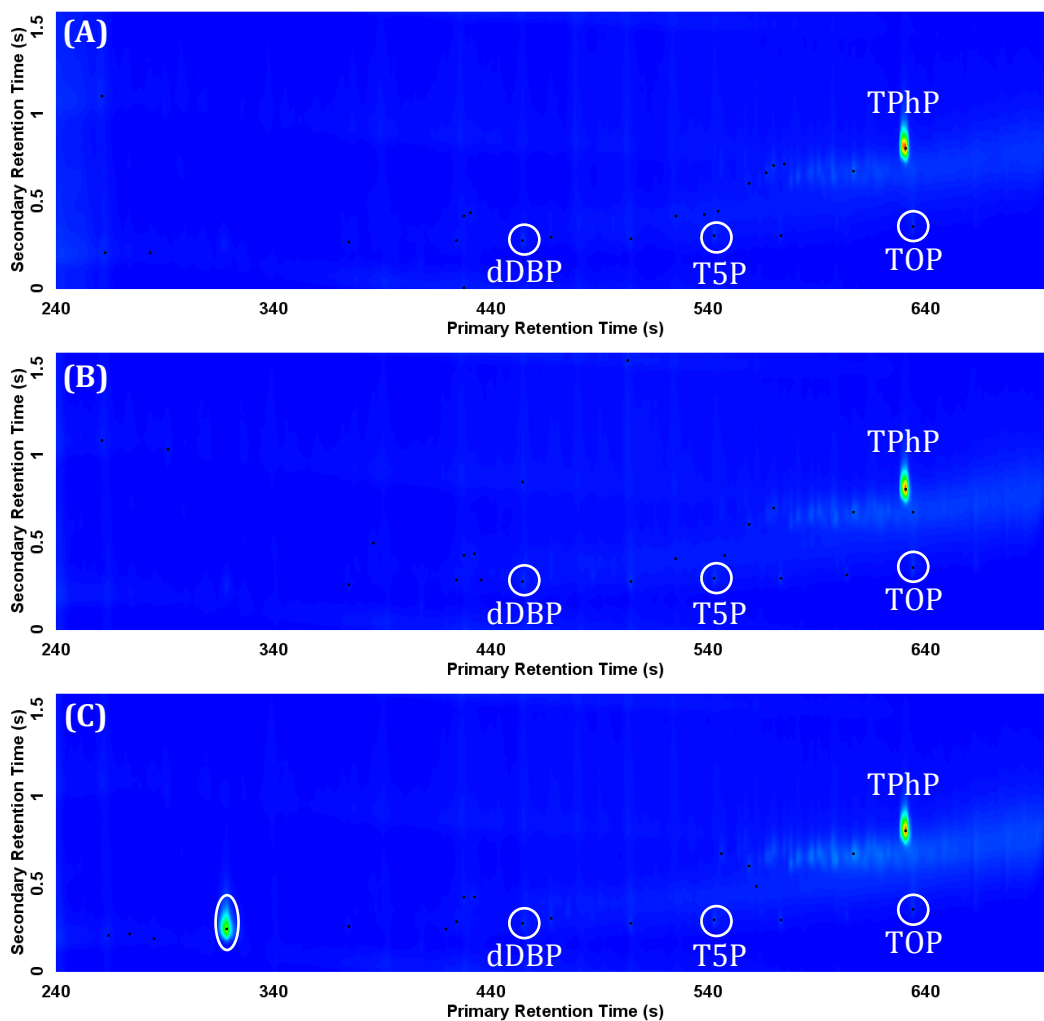 (A)
Secondary Retention Time (s)
1.5
1
0.5
0
TPhP
dDBP
T5P
TOP
240 340 440 540 640
Primary Retention Time (s)
(B)
Secondary Retention Time (s)
1.5
1
0.5
0
TPhP
dDBP
T5P
TOP
240 340 440 540 640
Primary Retention Time (s)
(C)
Secondary Retention Time (s)
1.5
1
0.5
0
TPhP
dDBP
T5P
TOP
240 340 440 540 640
Primary Retention Time (s)